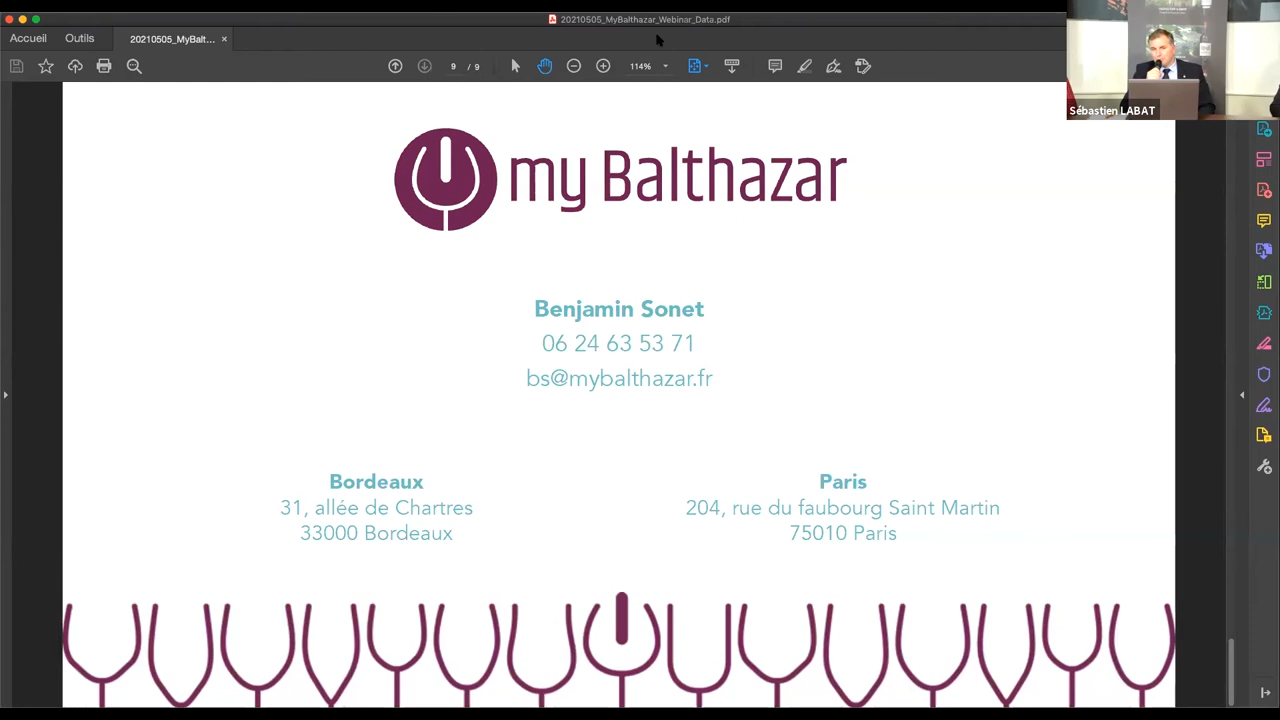 20210505_MyBalthazar_Webinar_Data.pdf
Accueil
Outils
20210505_MyBalt...
9 9
114%
Sébastien LABAT
my Balthazar
Benjamin Sonet
06 24 63 53 71
bs@mybalthazar.fr
Bordeaux
31, allée de Chartres
33000 Bordeaux
Paris
204, rue du faubourg Saint Martin
75010 Paris